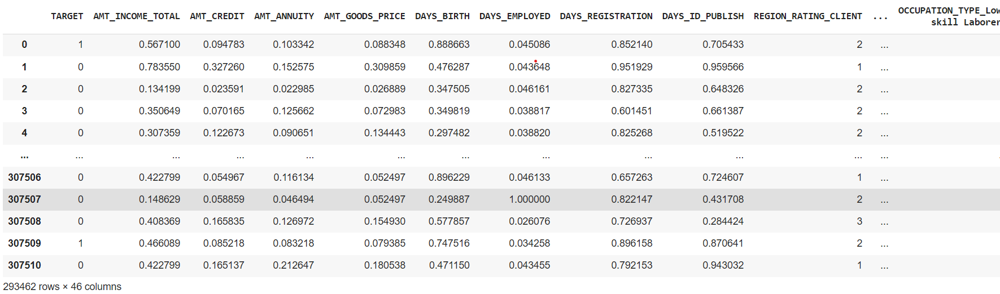 TARGET AMT_INCOME_TOTAL AMT_CREDIT AMT_ANNUITY AMT_GOODS_PRICE DAYS_BIRTH DAYS_EMPLOYED DAYS_REGISTRATION DAYS_ID_PUBLISH REGION_RATING_CLIENT ... OCCUPATION_TYPE_Low
skill Laborer
0 1 0.567100 0.094783 0.103342 0.088348 0.888663 0.045086 0.852140 0.705433 2 ...
1 0 0.783550 0.327260 0.152575 0.309859 0.476287 0.043648 0.951929 0.959566 1 ...
2 0 0.134199 0.023591 0.022985 0.026889 0.347505 0.046161 0.827335 0.648326 2 ...
3 0 0.350649 0.070165 0.125662 0.072983 0.349819 0.038817 0.601451 0.661387 2 ...
4 0 0.307359 0.122673 0.090651 0.134443 0.297482 0.038820 0.825268 0.519522 2 ...
... ... ... ... ... ... ... ... ... ... ... ...
307506 0 0.422799 0.054967 0.116134 0.052497 0.896229 0.046133 0.657263 0.724607 1 ...
307507 0 0.148629 0.058859 0.046494 0.052497 0.249887 1.000000 0.822147 0.431708 2 ...
307508 0 0.408369 0.165835 0.126972 0.154930 0.577857 0.026076 0.726937 0.284424 3 ...
307509 1 0.466089 0.085218 0.083218 0.079385 0.747516 0.034258 0.896158 0.870641 2 ...
307510 0 0.422799 0.165137 0.212647 0.180538 0.471150 0.043455 0.792153 0.943032 1 ...
293462 rows × 46 columns